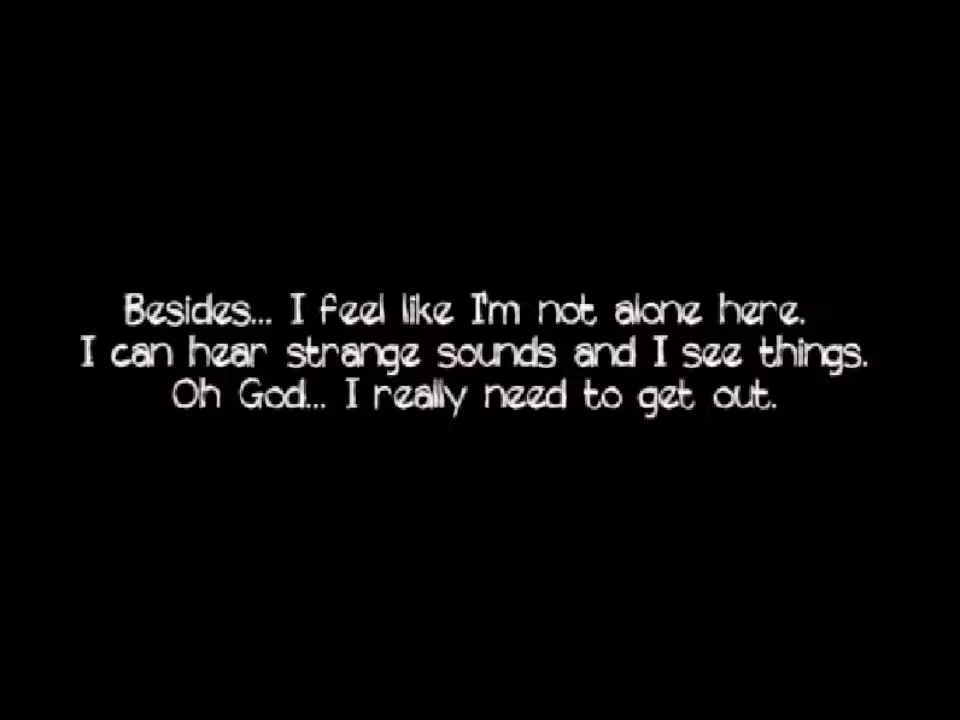 Besides... I feel like I'm not alone here.
I can hear strange sounds and I see things.
Oh God... I really need to get out.